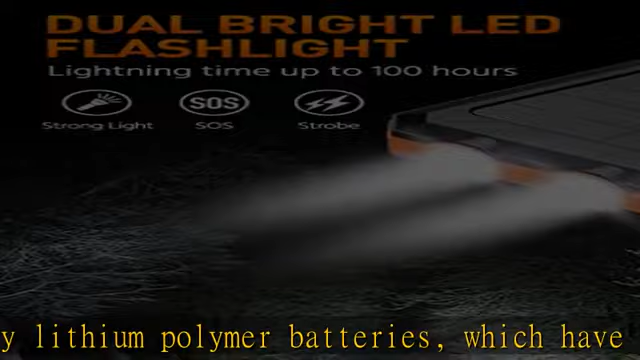 DUAL BRIGHT LED
FLASHLIGHT
Lightning time up to 100 hours
SOS
Strong Light SOS Strobe
y lithium polymer batteries, which have